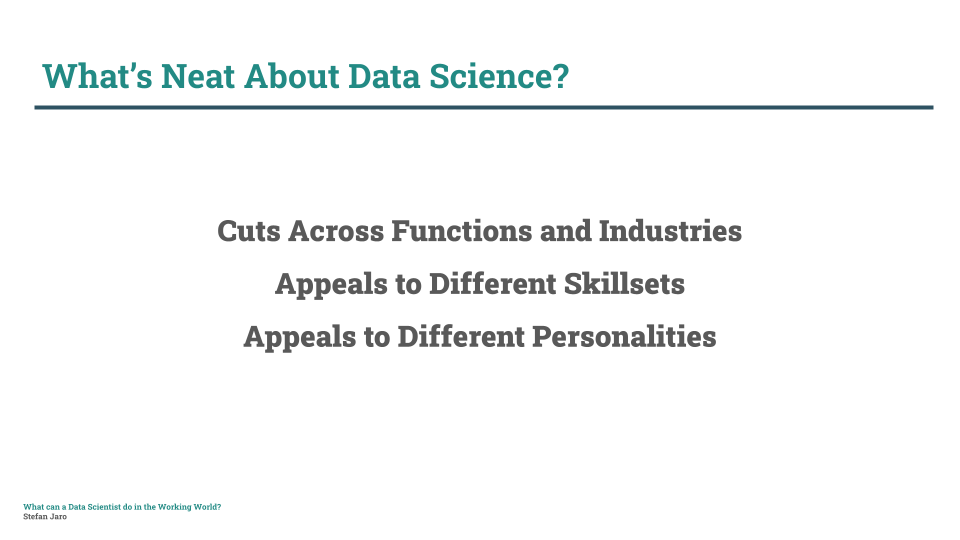 What’s Neat About Data Science?
Cuts Across Functions and Industries
Appeals to Different Skillsets
Appeals to Different Personalities
What can a Data Scientist do in the Working World?
Stefan Jaro